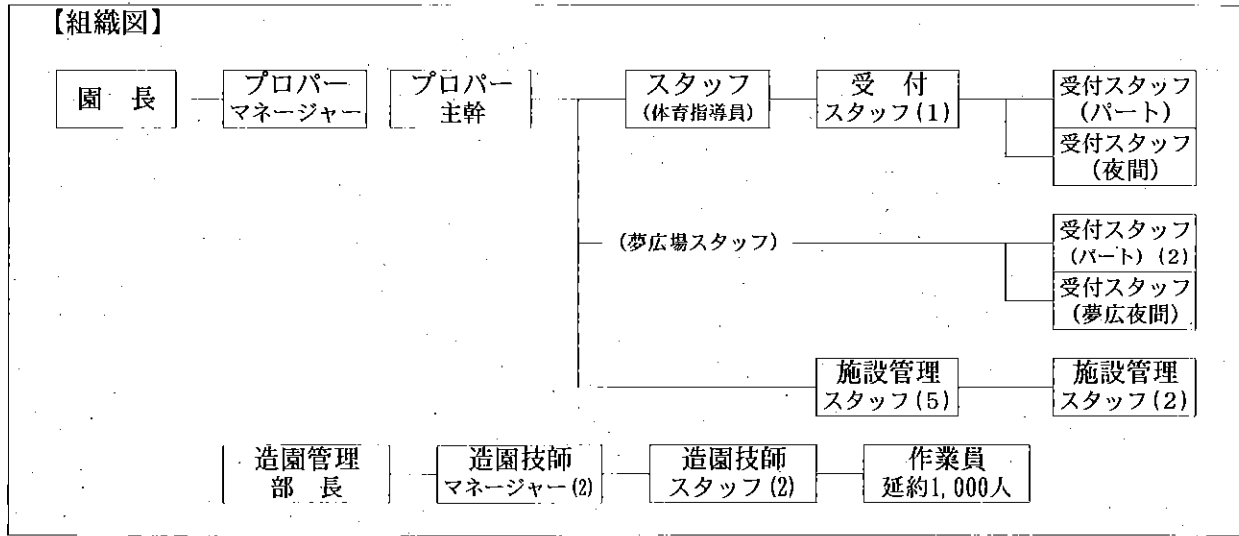 【組織図】
園 長
プロパー
マネージャー
プロパー
主幹
スタッフ
(体育指導員)
受 付
スタッフ(1)
受付スタッフ
(パート)
受付スタッフ
(夜間)
(夢広場スタッフ)
受付スタッフ
(パート)(2)
受付スタッフ
(夢広夜間)
施設管理
スタッフ(5)
施設管理
スタッフ(2)
造園管理
部 長
造園技師
マネージャー(2)
造園技師
スタッフ(2)
作業員
延約1,000人